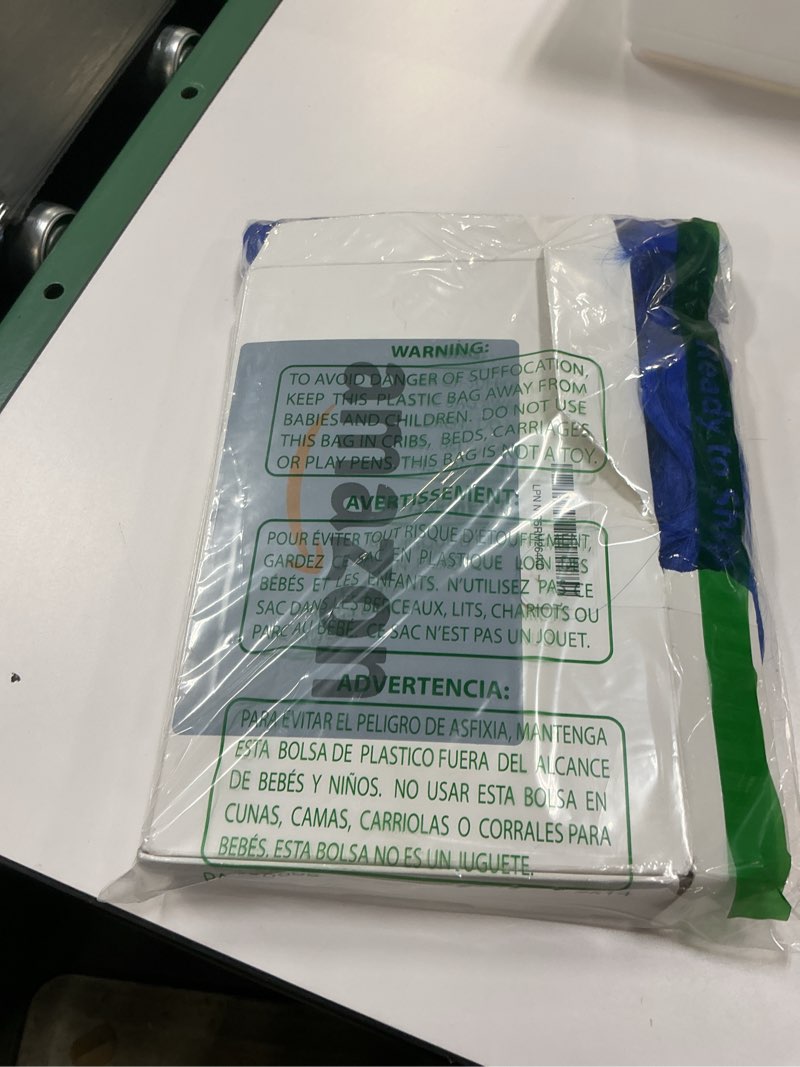 WARNING:
TO AVOID DANGER OF SUFFOCATION,
KEEP THIS PLASTIC BAG AWAY FROM
BABIES AND CHILDREN. DO NOT USE
THIS BAG IN CRIBS, BEDS, CARRIAGES
OR PLAY PENS. THIS BAG IS NOT A TOY.
AVERTISSEMENT:
POUR ÉVITER TOUT RISQUE D'ÉTOUFFEMENT,
GARDEZ CE SAC EN PLASTIQUE LOIN DES
BÉBÉS ET LES ENFANTS. N'UTILISEZ PAS CE
SAC DANS LES BERCEAUX, LITS, CHARIOTS OU
PARC AU BÉBÉ. CE SAC N'EST PAS UN JOUET.
ADVERTENCIA:
PARA EVITAR EL PELIGRO DE ASFIXIA, MANTENGA
ESTA BOLSA DE PLASTICO FUERA DEL ALCANCE
DE BEBÉS Y NIÑOS. NO USAR ESTA BOLSA EN
CUNAS, CAMAS, CARRIOLAS O CORRALES PARA
BEBÉS. ESTA BOLSA NO ES UN JUGUETE.
amazon
LPN
Ready to